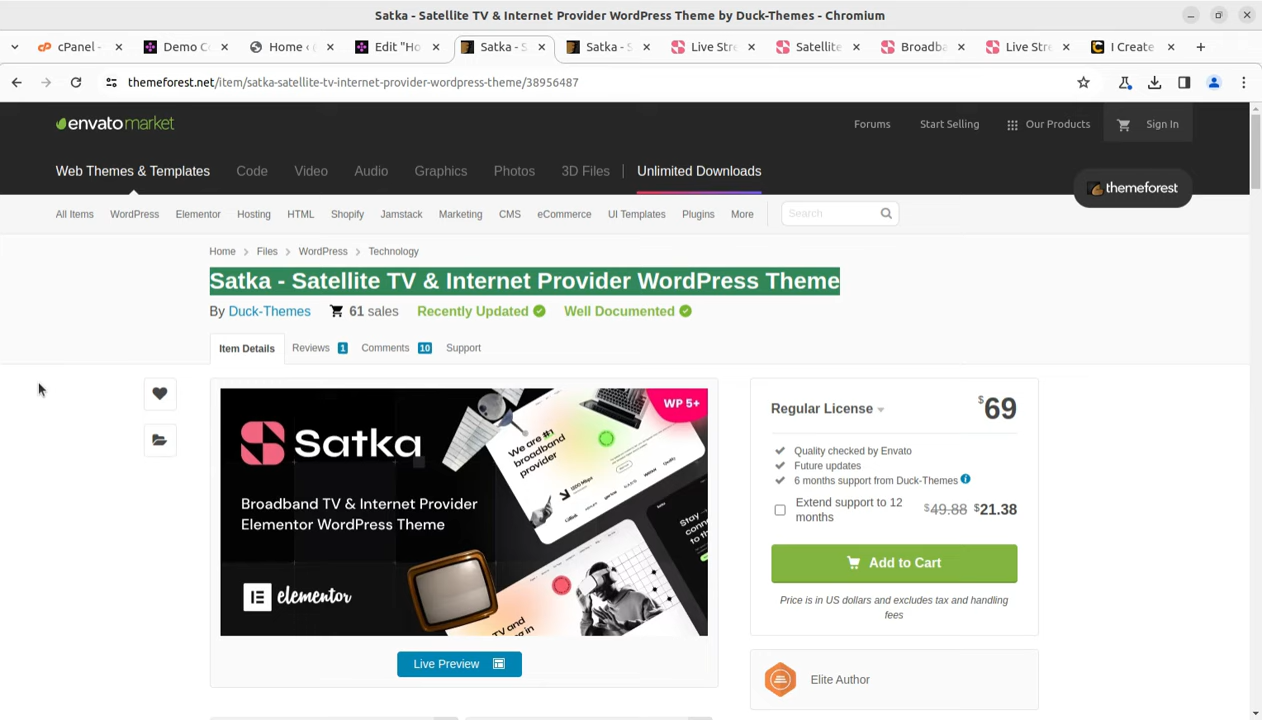 Satka - Satellite TV & Internet Provider WordPress Theme by Duck-Themes - Chromium
cPanel -
Demo C
Home ‹
Edit "Ho
Satka - S
Satka - S
Live Stre
Satellite
Broadba
Live Stre
I Create
themeforest.net/item/satka-satellite-tv-internet-provider-wordpress-theme/38956487
envatomarket
Forums
Start Selling
Our Products
Sign In
Web Themes & Templates
Code
Video
Audio
Graphics
Photos
3D Files
Unlimited Downloads
themeforest
All Items
WordPress
Elementor
Hosting
HTML
Shopify
Jamstack
Marketing
CMS
eCommerce
UI Templates
Plugins
More
Search
Home > Files > WordPress > Technology
Satka - Satellite TV & Internet Provider WordPress Theme
By Duck-Themes
61 sales
Recently Updated
Well Documented
Item Details
Reviews 1
Comments 10
Support
WP 5+
Satka
We are #1
broadband
provider
Broadband TV & Internet Provider
Elementor WordPress Theme
Stay
elementor
Live Preview
Regular License
$69
Quality checked by Envato
Future updates
6 months support from Duck-Themes
Extend support to 12
months
$49.88 $21.38
Add to Cart
Price is in US dollars and excludes tax and handling
fees
Elite Author